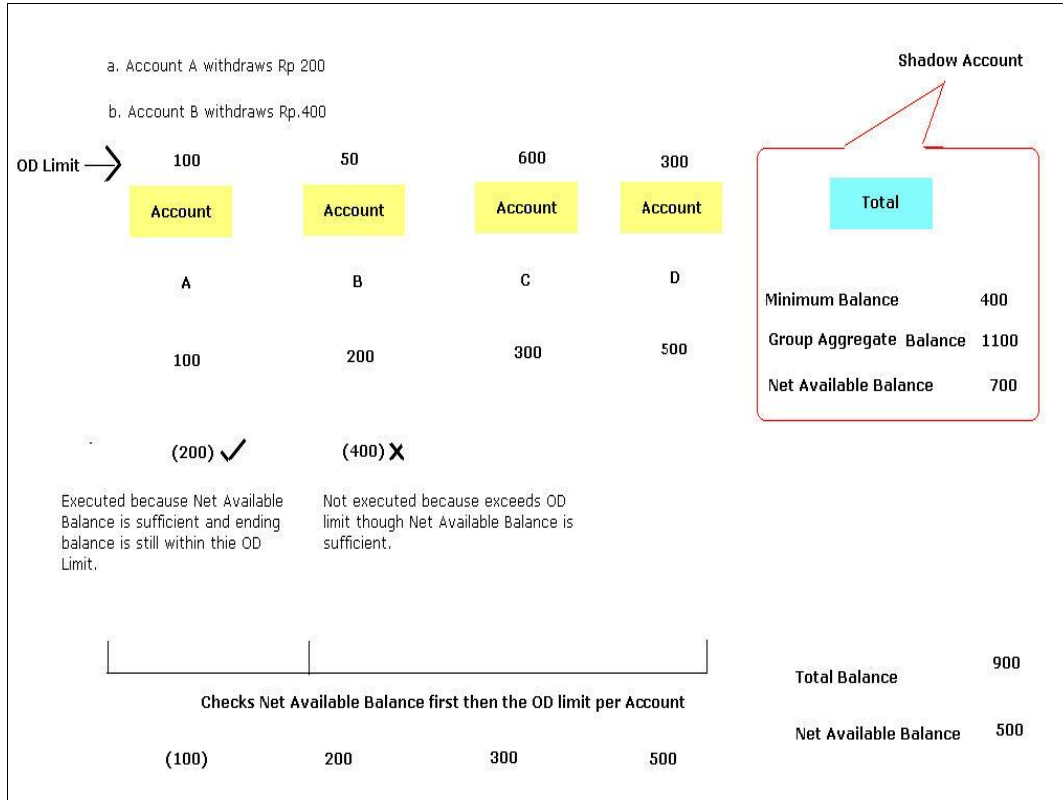 a. Account A withdraws Rp 200
Shadow Account
b. Account B withdraws Rp.400
OD Limit 100 50 600 300
Account Account Account Account Total
A B C D
Minimum Balance 400
Group Aggregate Balance 1100
100 200 300 500
Net Available Balance 700
(200) (400)
Executed because Net Available
Balance is sufficient and ending
balance is still within thie OD
Limit.
Not executed because exceeds OD
limit though Net Available Balance is
sufficient.
Total Balance 900
Checks Net Available Balance first then the OD limit per Account
Net Available Balance 500
(100) 200 300 500